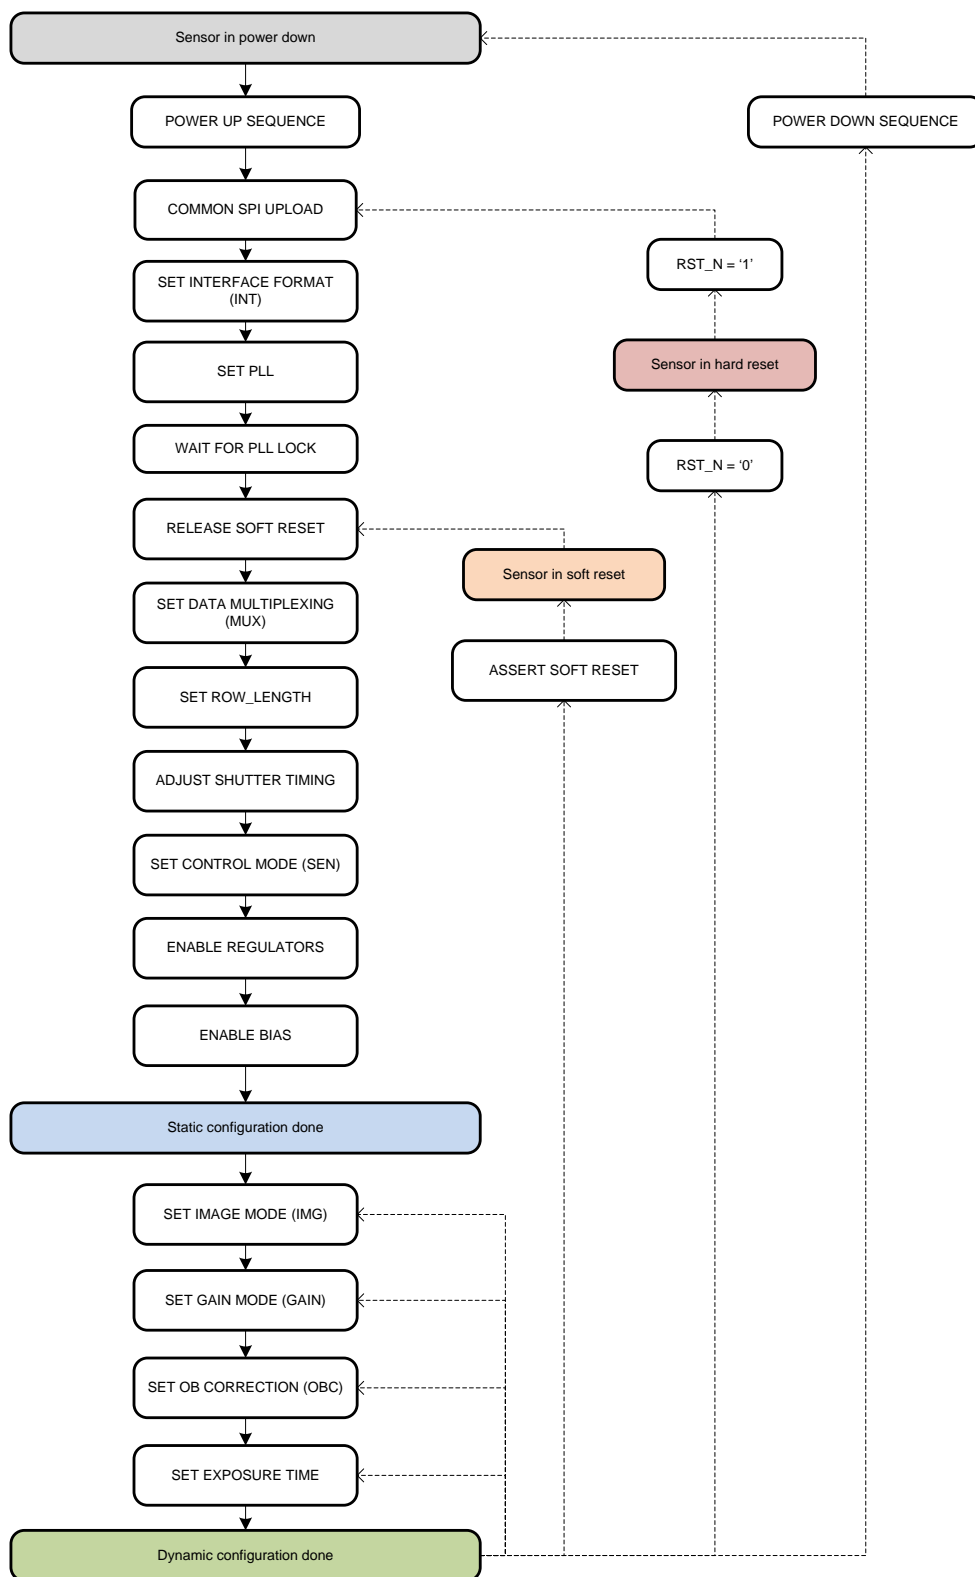 Sensor in power down
POWER UP SEQUENCE
POWER DOWN SEQUENCE
COMMON SPI UPLOAD
RST_N = ‘1’
SET INTERFACE FORMAT
(INT)
Sensor in hard reset
SET PLL
WAIT FOR PLL LOCK
RST_N = ‘0’
RELEASE SOFT RESET
Sensor in soft reset
SET DATA MULTIPLEXING
(MUX)
ASSERT SOFT RESET
SET ROW_LENGTH
ADJUST SHUTTER TIMING
SET CONTROL MODE (SEN)
ENABLE REGULATORS
ENABLE BIAS
Static configuration done
SET IMAGE MODE (IMG)
SET GAIN MODE (GAIN)
SET OB CORRECTION (OBC)
SET EXPOSURE TIME
Dynamic configuration done